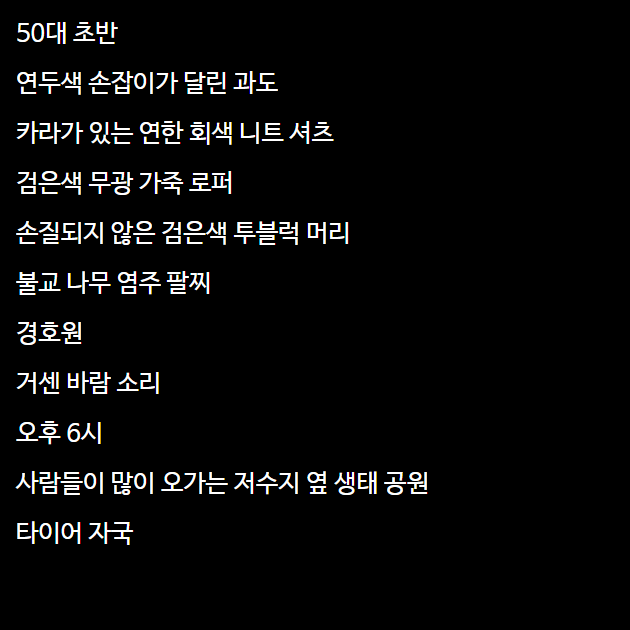 50대 초반
연두색 손잡이가 달린 과도
카라가 있는 연한 회색 니트 셔츠
검은색 무광 가죽 로퍼
손질되지 않은 검은색 투블럭 머리
불교 나무 염주 팔찌
경호원
거센 바람 소리
오후 6시
사람들이 많이 오가는 저수지 옆 생태 공원
타이어 자국